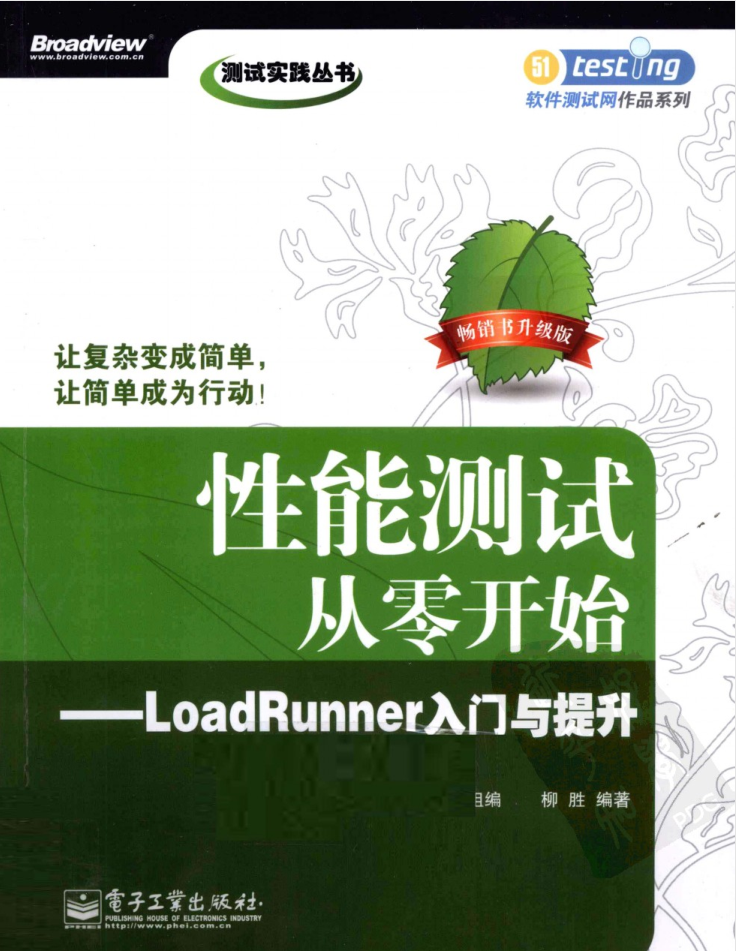 Broadview®
www.broadview.com.cn
测试实践丛书
51 testing
软件测试网作品系列
畅销书升级版
让复杂变成简单，
让简单成为行动！
性能测试
从零开始
——LoadRunner入门与提升
组编 柳 胜 编著
电子工业出版社
PUBLISHING HOUSE OF ELECTRONICS INDUSTRY
http://www.phei.com.cn
PDG